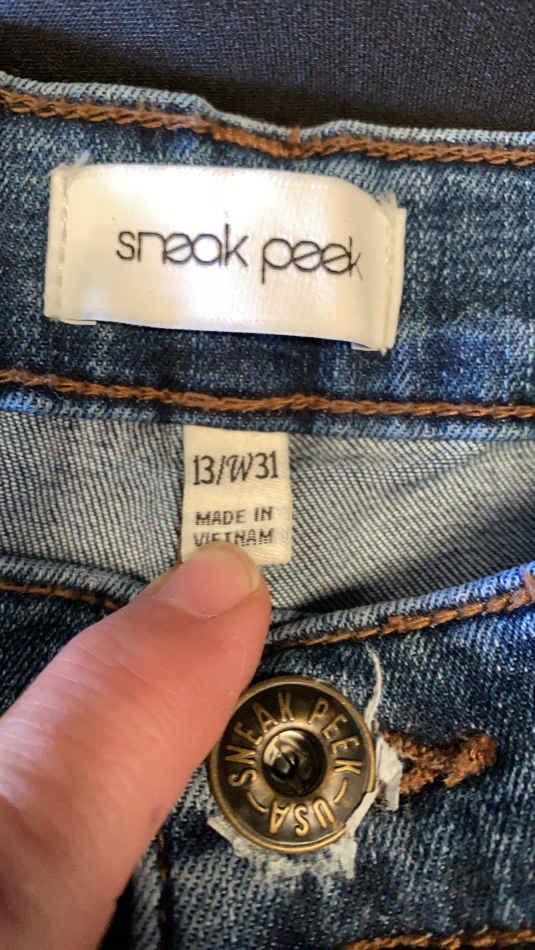 sneak peek
13/W31
MADE IN
VIETNAM
SNEAK PEEK
USA